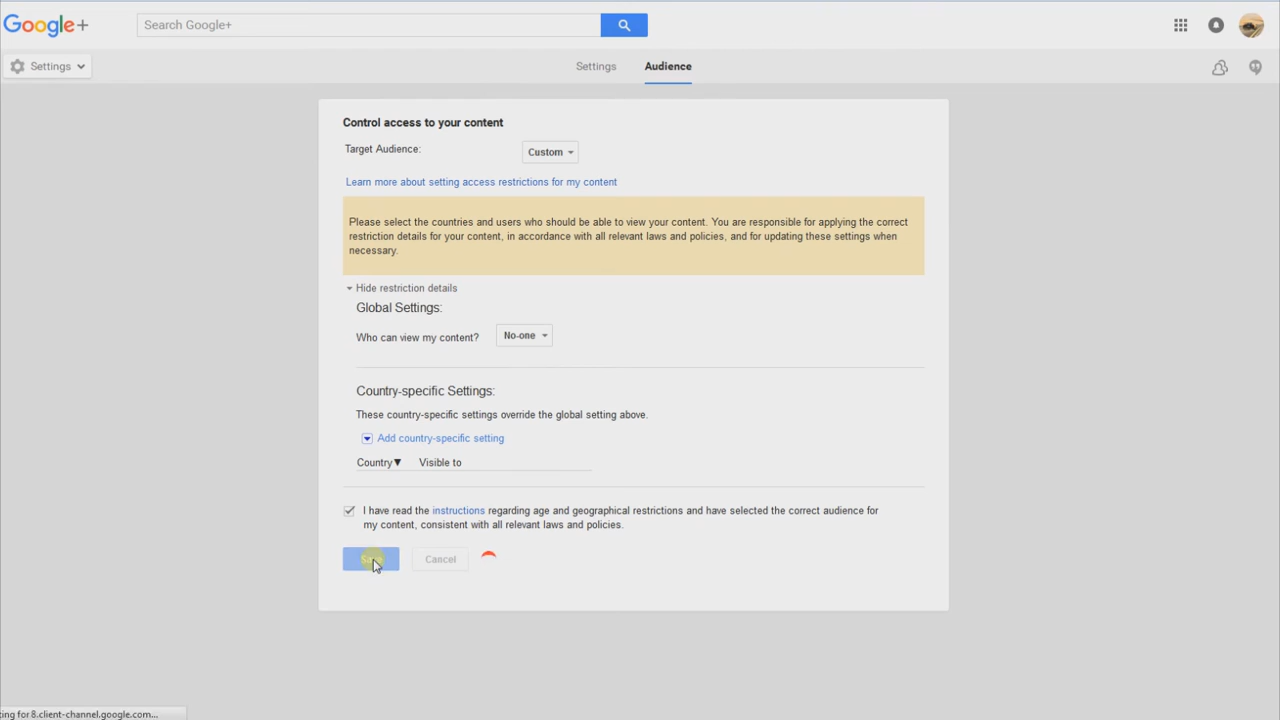 Google+
Search Google+
Settings
Settings
Audience
Control access to your content
Target Audience:
Custom
Learn more about setting access restrictions for my content
Please select the countries and users who should be able to view your content. You are responsible for applying the correct
restriction details for your content, in accordance with all relevant laws and policies, and for updating these settings when
necessary.
Hide restriction details
Global Settings:
Who can view my content?
No-one
Country-specific Settings:
These country-specific settings override the global setting above.
Add country-specific setting
Country▼
Visible to
I have read the instructions regarding age and geographical restrictions and have selected the correct audience for
my content, consistent with all relevant laws and policies.
Cancel
for 8.client-channel.google.com...